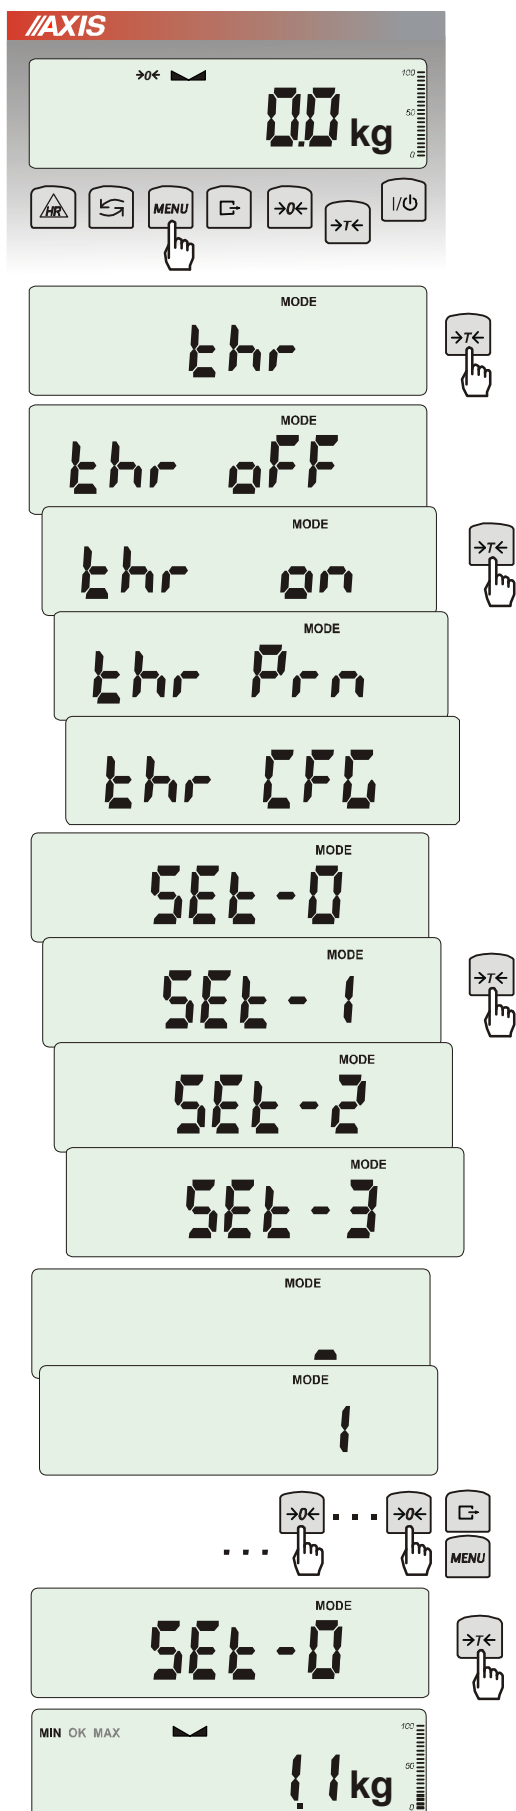 AXIS
→0← 100
50
0.0 kg
0
HR MENU →0← →T← I/⏻
MODE
thr
→T←
MODE
thr oFF
MODE
thr on
→T←
MODE
thr Prn
thr CFG
MODE
SEt-0
MODE
SEt-1
→T←
MODE
SEt-2
MODE
SEt-3
MODE
_
MODE
1
→0← ... →0←
... MENU
MODE
SEt-0
→T←
MIN OK MAX 100
50
1.1 kg
0